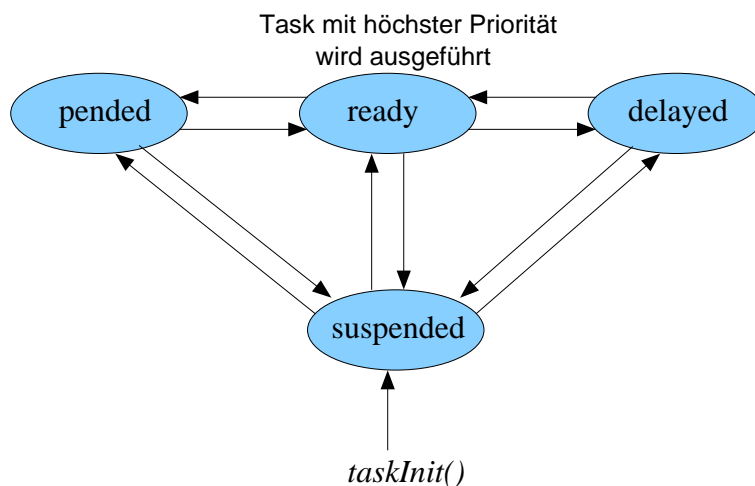 Task mit höchster Priorität
wird ausgeführt
pended
ready
delayed
suspended
taskInit()